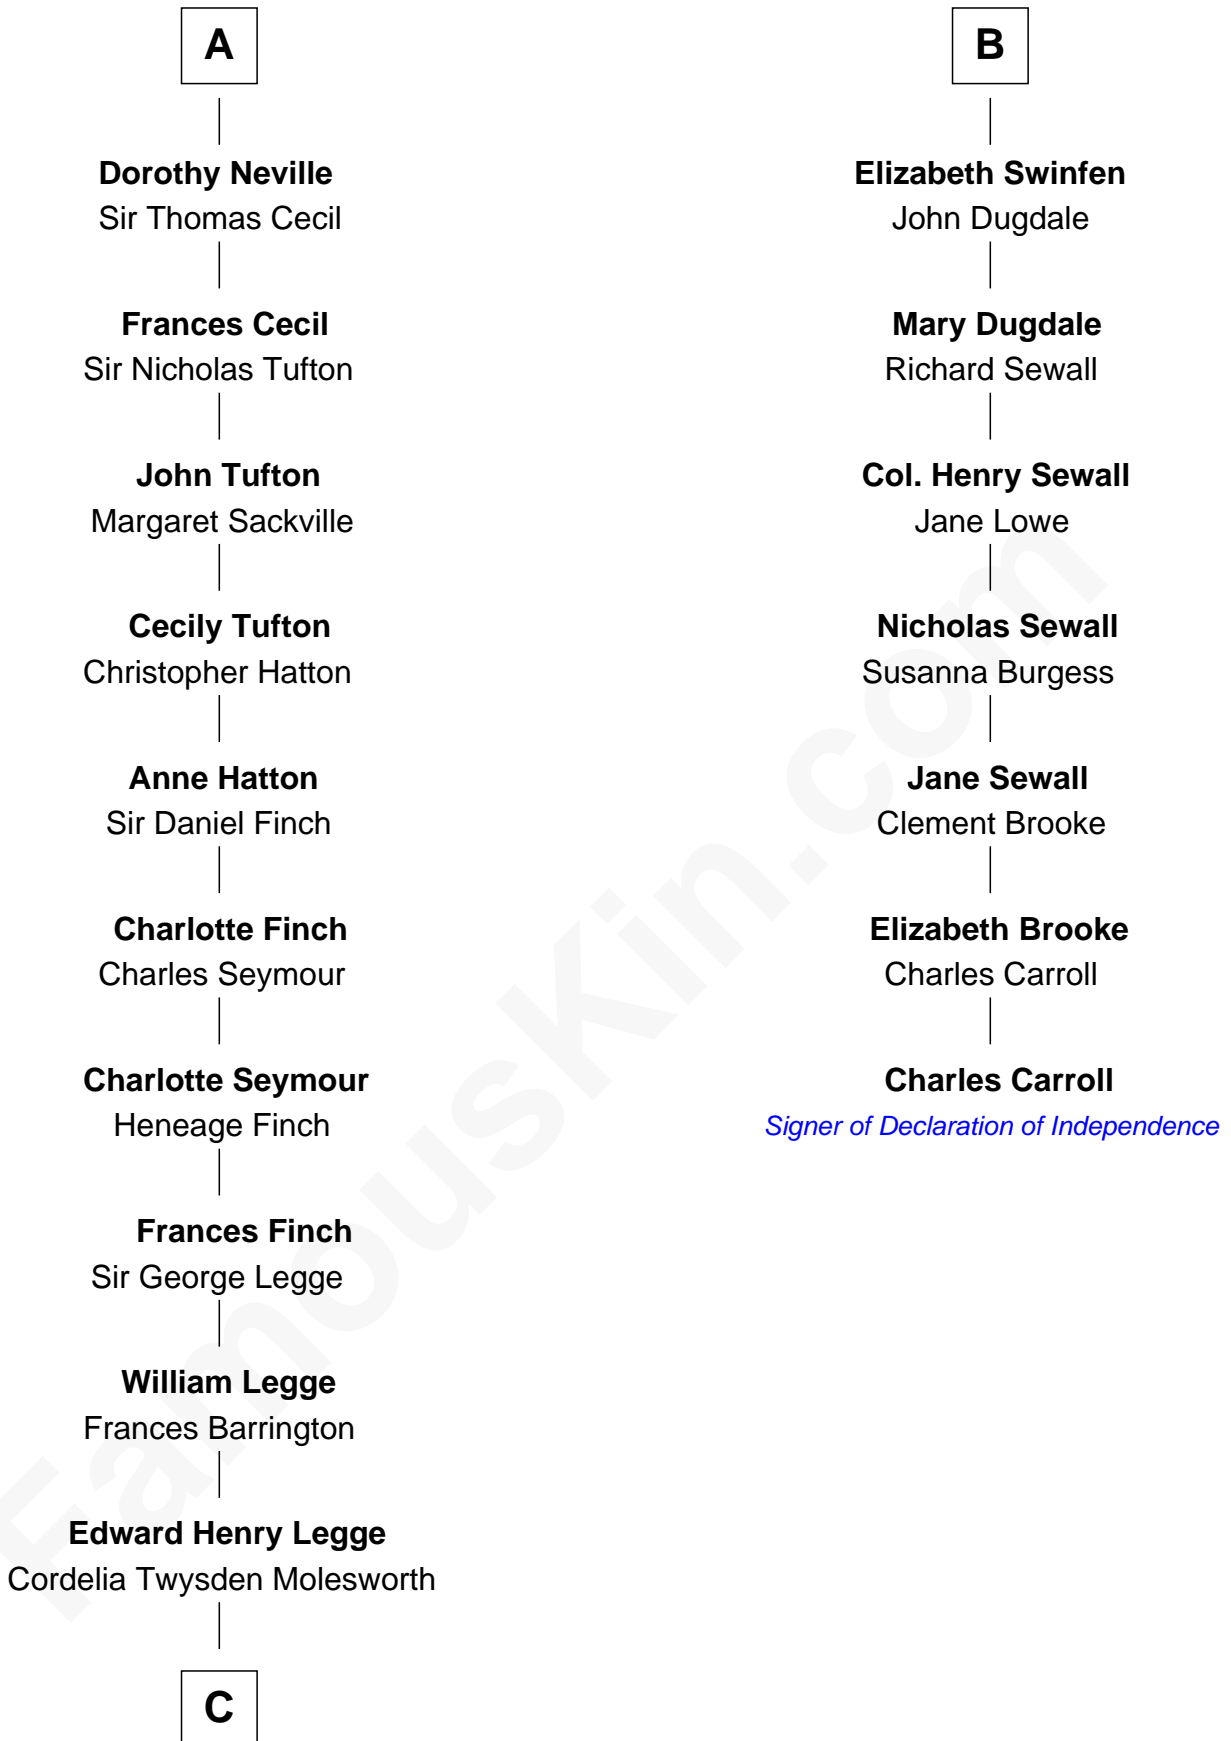 A
Dorothy Neville
Sir Thomas Cecil
Frances Cecil
Sir Nicholas Tufton
John Tufton
Margaret Sackville
Cecily Tufton
Christopher Hatton
Anne Hatton
Sir Daniel Finch
Charlotte Finch
Charles Seymour
Charlotte Seymour
Heneage Finch
Frances Finch
Sir George Legge
William Legge
Frances Barrington
Edward Henry Legge
Cordelia Twysden Molesworth
C
B
Elizabeth Swinfen
John Dugdale
Mary Dugdale
Richard Sewall
Col. Henry Sewall
Jane Lowe
Nicholas Sewall
Susanna Burgess
Jane Sewall
Clement Brooke
Elizabeth Brooke
Charles Carroll
Charles Carroll
Signer of Declaration of Independence
FamousKin.com